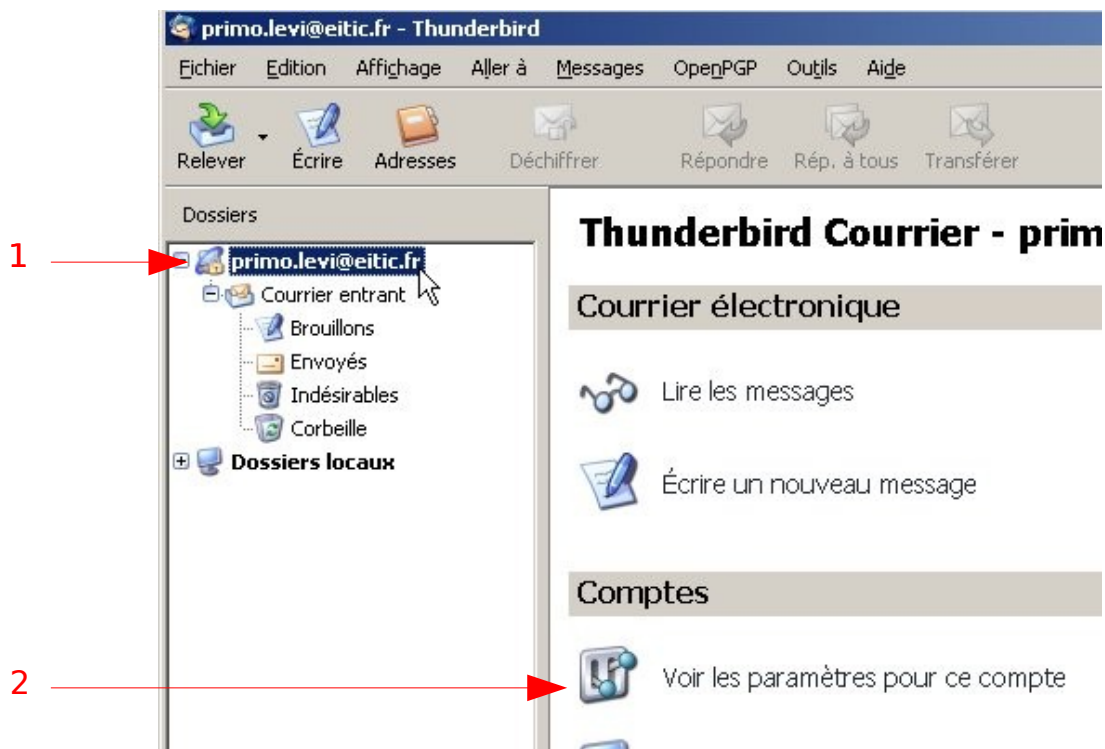 primo.levi@eitic.fr - Thunderbird
Fichier Edition Affichage Aller à Messages OpenPGP Outils Aide
Relever Écrire Adresses Déchiffrer Répondre Rép. à tous Transférer
Dossiers
1
primo.levi@eitic.fr
Courrier entrant
Brouillons
Envoyés
Indésirables
Corbeille
Dossiers locaux
Thunderbird Courrier - prim
Courrier électronique
Lire les messages
Écrire un nouveau message
Comptes
2
Voir les paramètres pour ce compte